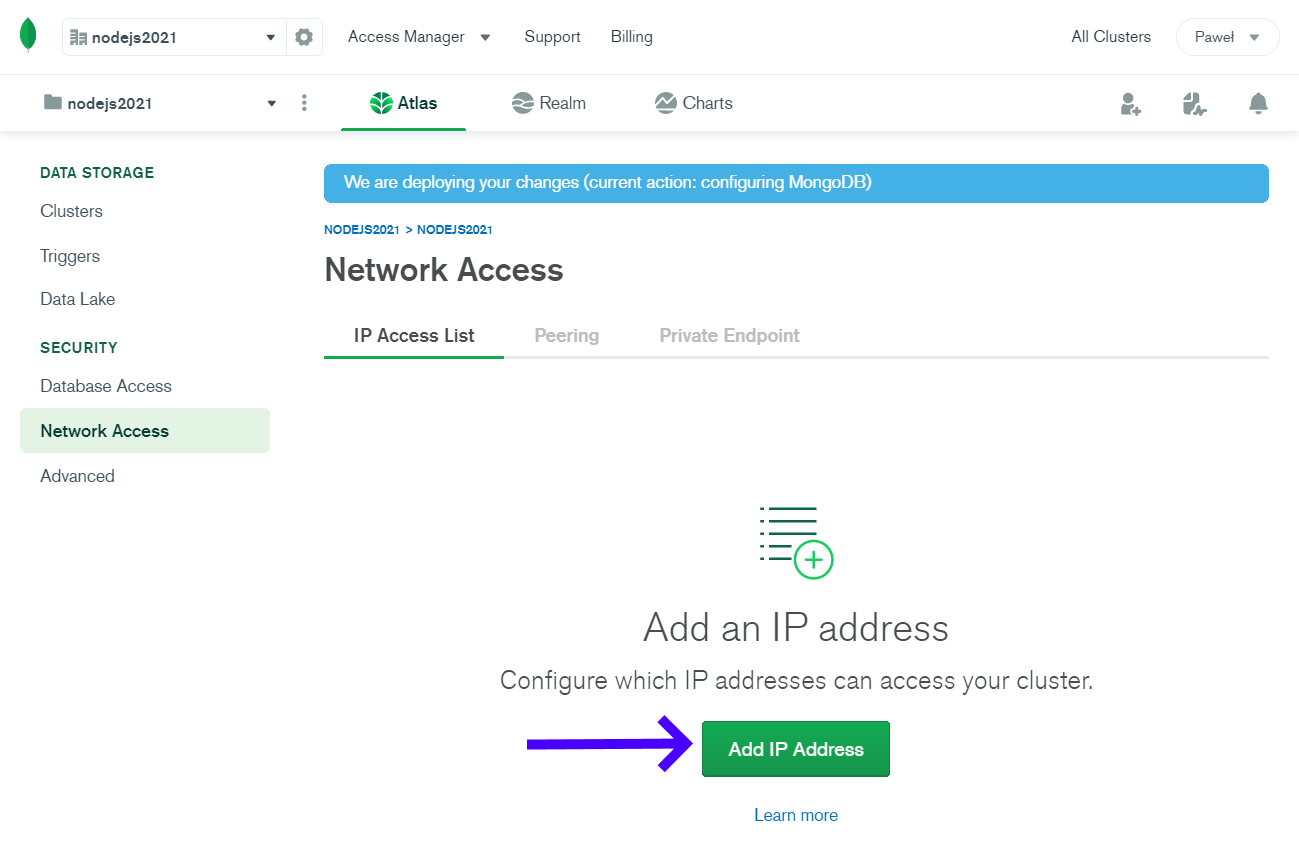 nodejs2021 Access Manager Support Billing All Clusters Paweł
nodejs2021 Atlas Realm Charts
DATA STORAGE
Clusters
Triggers
Data Lake
SECURITY
Database Access
Network Access
Advanced
We are deploying your changes (current action: configuring MongoDB)
NODEJS2021 > NODEJS2021
Network Access
IP Access List Peering Private Endpoint
Add an IP address
Configure which IP addresses can access your cluster.
Add IP Address
Learn more